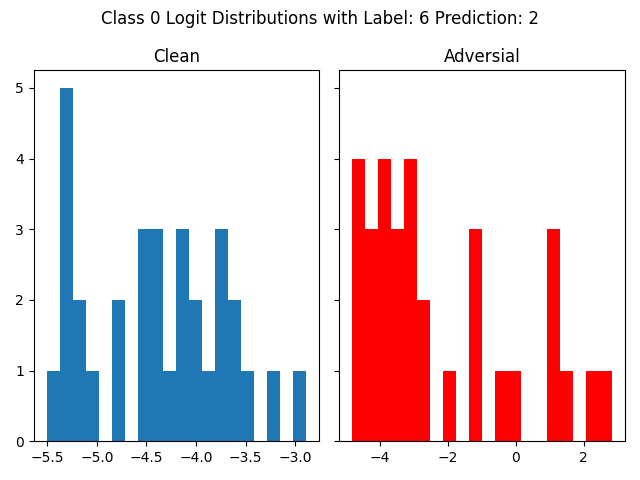 Class 0 Logit Distributions with Label: 6 Prediction: 2
Clean
Adversial
5
4
3
2
1
0
−5.5 −5.0 −4.5 −4.0 −3.5 −3.0
−4 −2 0 2